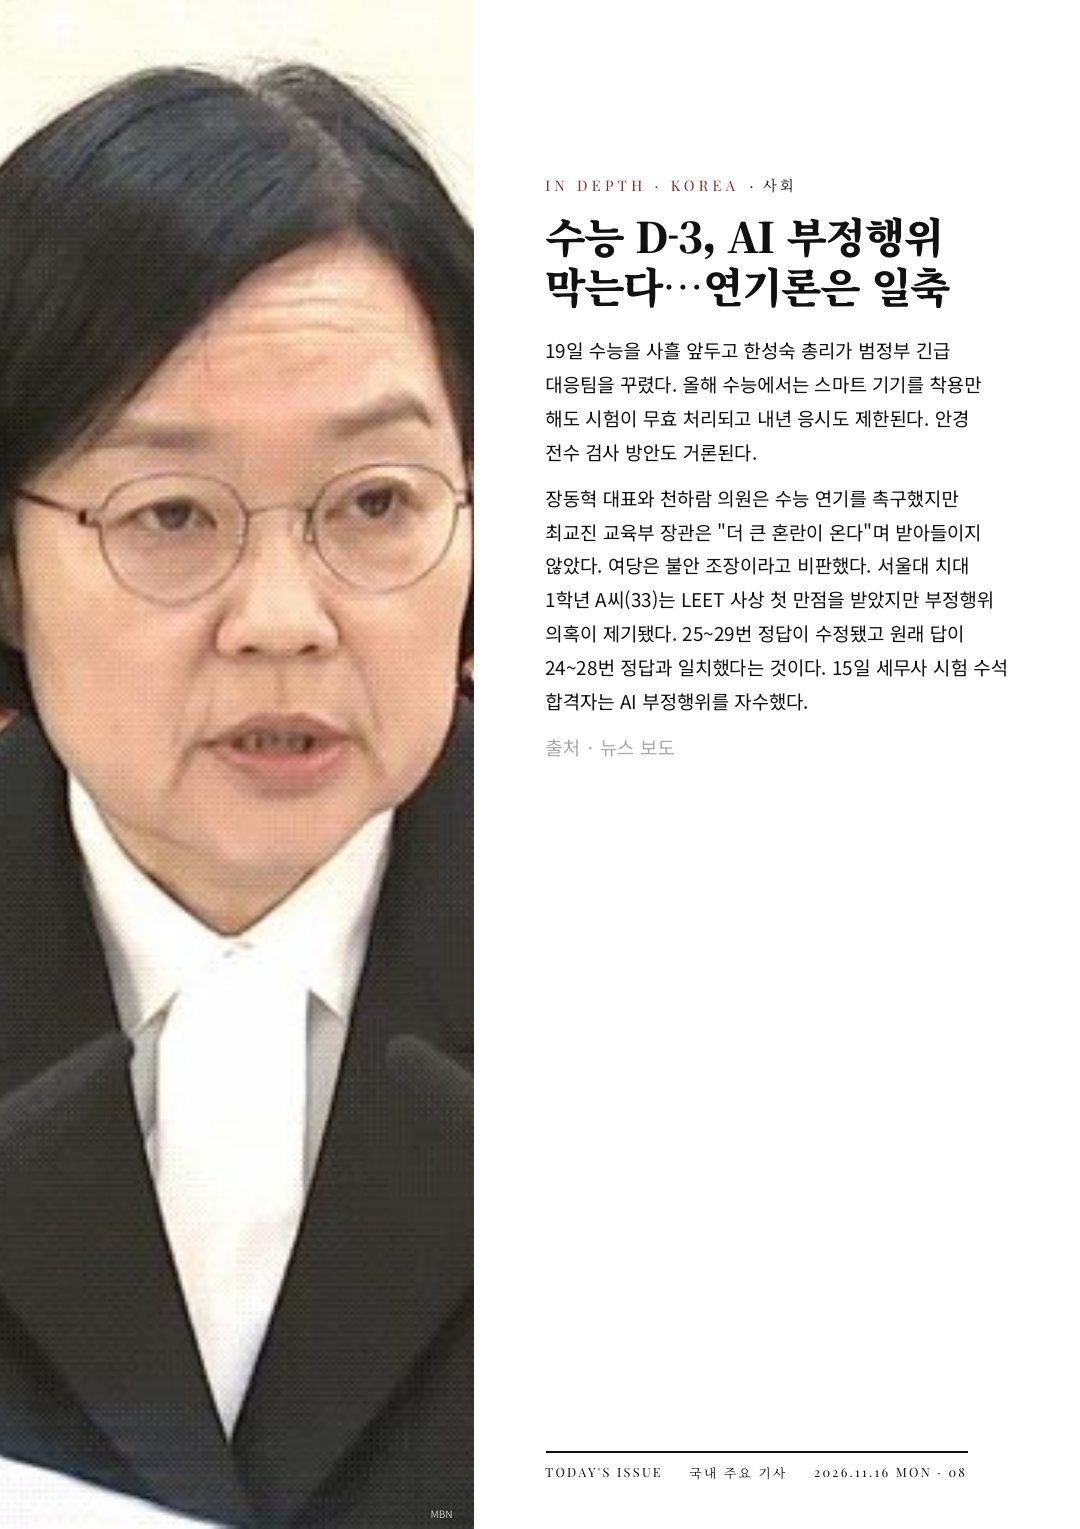 IN DEPTH · KOREA · 사회
수능 D-3, AI 부정행위
막는다…연기론은 일축
19일 수능을 사흘 앞두고 한성숙 총리가 범정부 긴급
대응팀을 꾸렸다. 올해 수능에서는 스마트 기기를 착용만
해도 시험이 무효 처리되고 내년 응시도 제한된다. 안경
전수 검사 방안도 거론된다.
장동혁 대표와 천하람 의원은 수능 연기를 촉구했지만
최교진 교육부 장관은 "더 큰 혼란이 온다"며 받아들이지
않았다. 여당은 불안 조장이라고 비판했다. 서울대 치대
1학년 A씨(33)는 LEET 사상 첫 만점을 받았지만 부정행위
의혹이 제기됐다. 25~29번 정답이 수정됐고 원래 답이
24~28번 정답과 일치했다는 것이다. 15일 세무사 시험 수석
합격자는 AI 부정행위를 자수했다.
출처 · 뉴스 보도
TODAY'S ISSUE 국내 주요 기사 2026.11.16 MON · 08
MBN